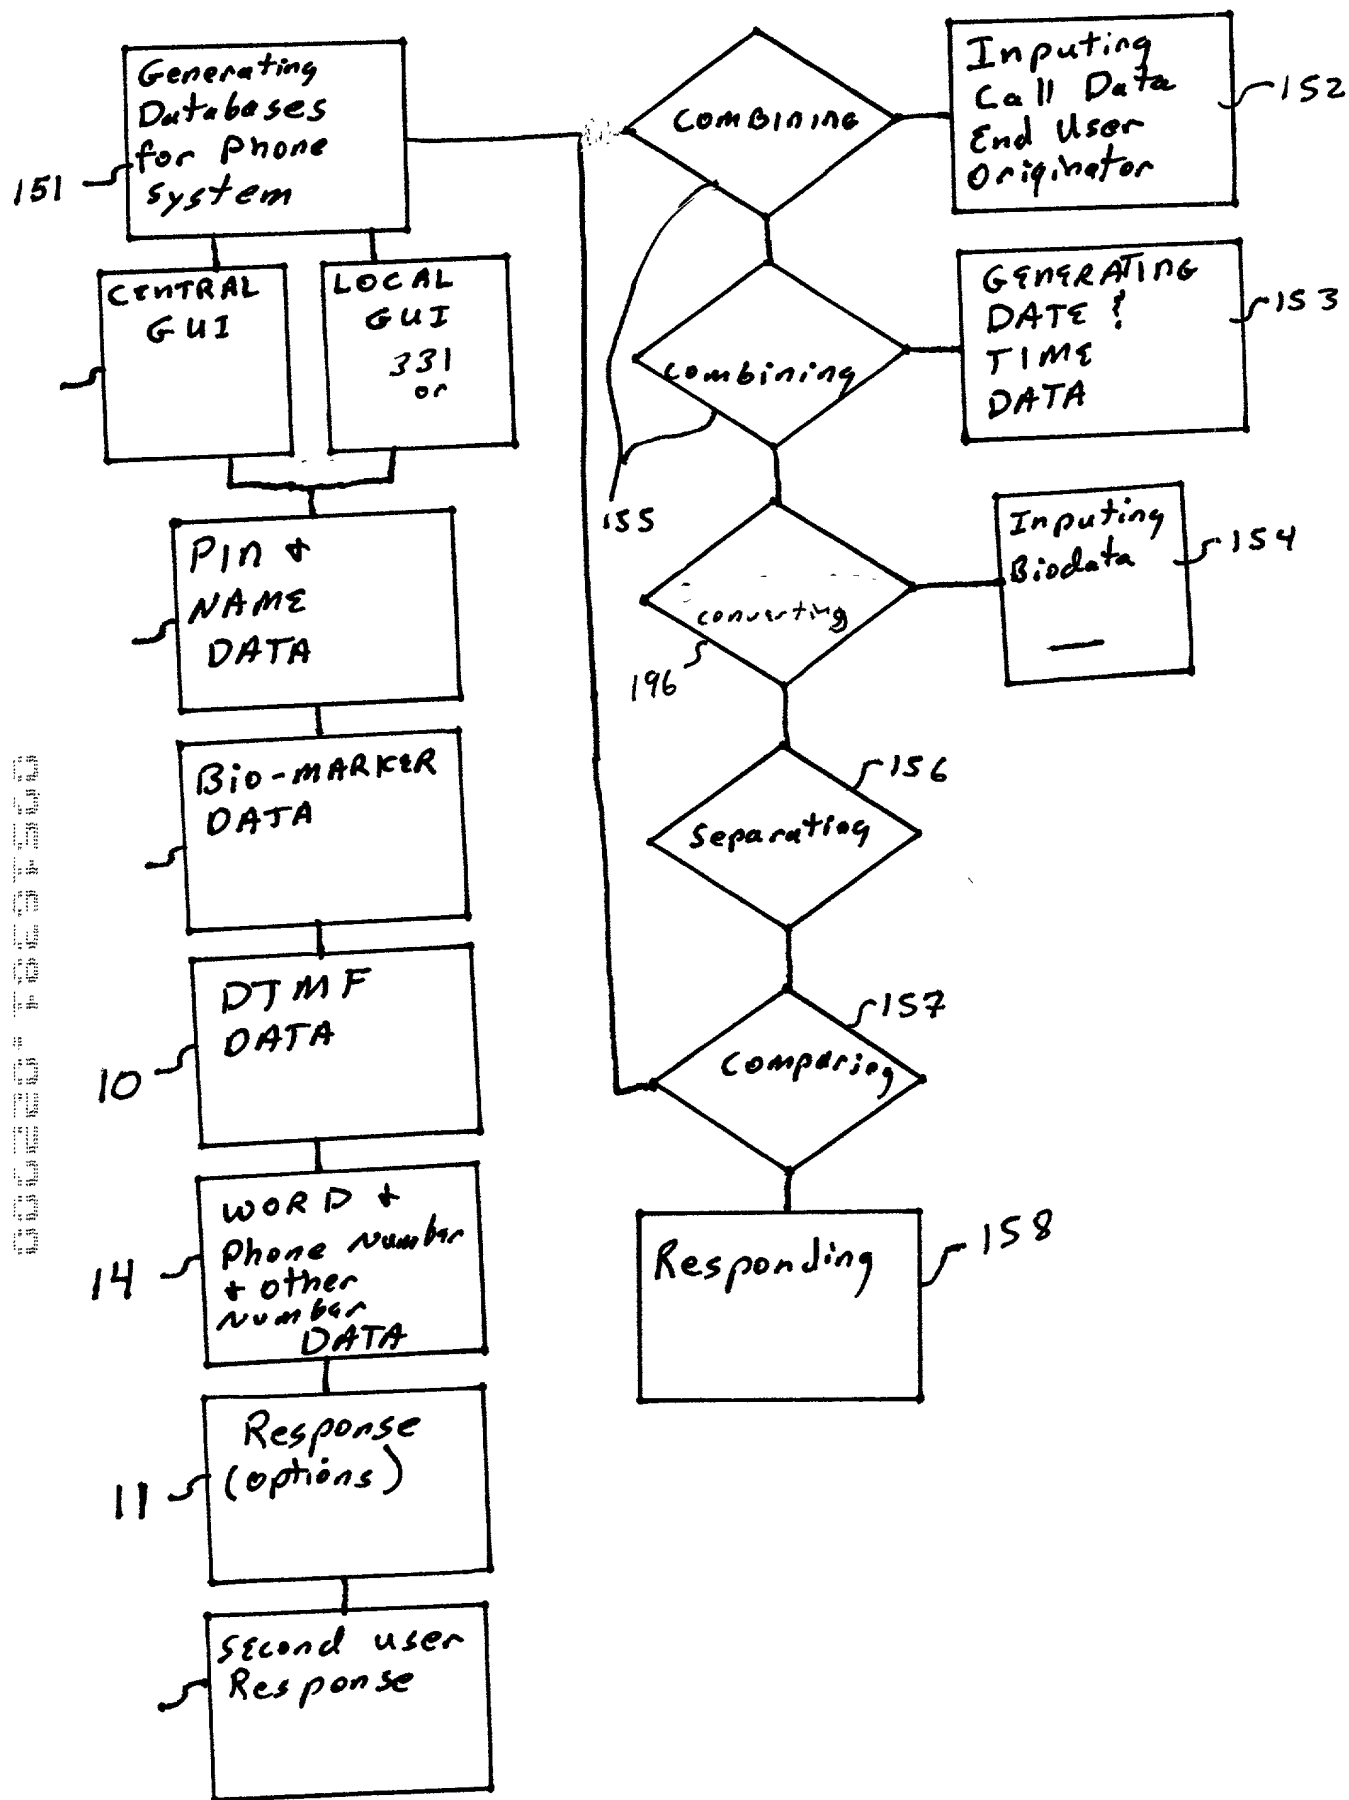 Generating
Databases
for Phone
System
151
CENTRAL
GUI
LOCAL
GUI
331
or
PIN +
NAME
DATA
Bio-MARKER
DATA
DTMF
DATA
10
WORD +
Phone Number
+ other
Number
DATA
14
Response
(options)
11
Second user
Response
COMBINING
Inputing
Call Data
End User
Originator
152
combining
GENERATING
DATE &
TIME
DATA
153
155
converting
196
Inputing
Biodata
154
Separating
156
Comparing
157
Responding
158